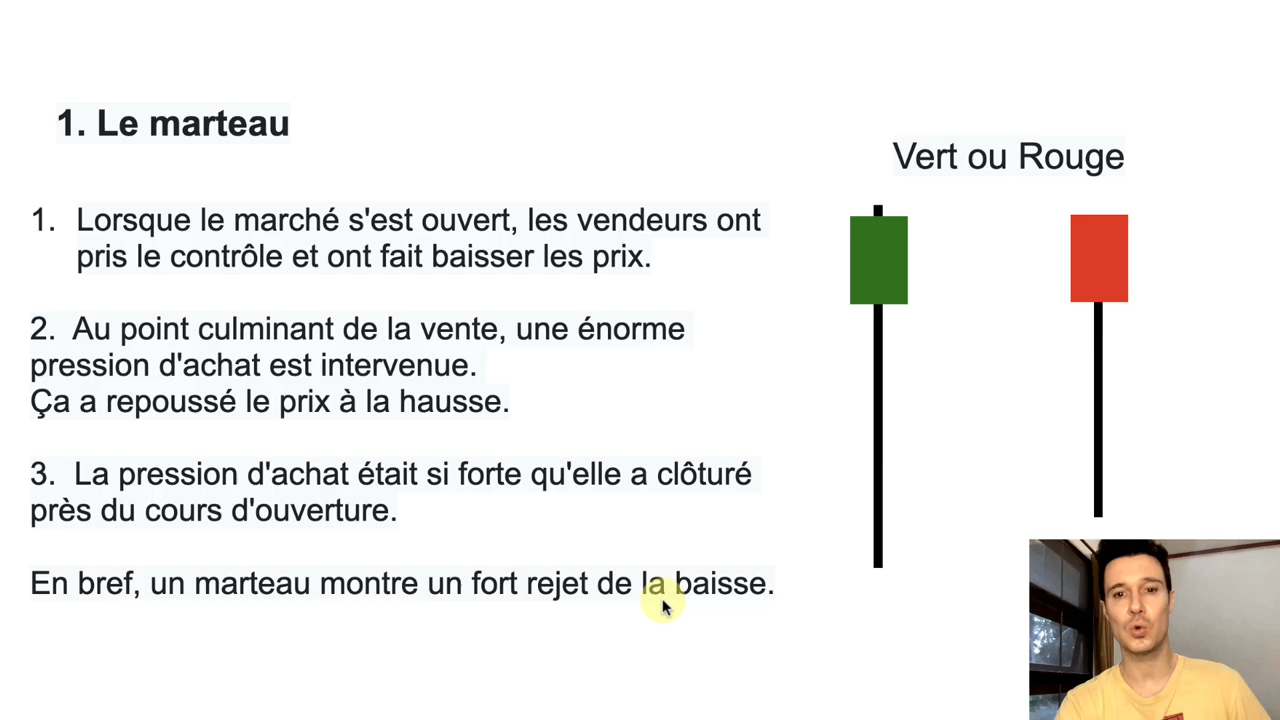 1. Le marteau
Vert ou Rouge
1. Lorsque le marché s'est ouvert, les vendeurs ont
pris le contrôle et ont fait baisser les prix.
2. Au point culminant de la vente, une énorme
pression d'achat est intervenue.
Ça a repoussé le prix à la hausse.
3. La pression d'achat était si forte qu'elle a clôturé
près du cours d'ouverture.
En bref, un marteau montre un fort rejet de la baisse.